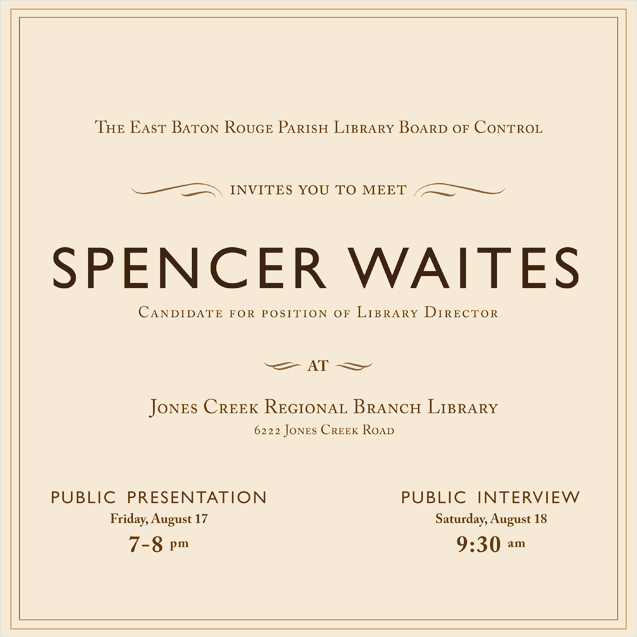 The East Baton Rouge Parish Library Board of Control
INVITES YOU TO MEET
SPENCER WAITES
Candidate for position of Library Director
AT
Jones Creek Regional Branch Library
6222 Jones Creek Road
PUBLIC PRESENTATION
Friday, August 17
7-8 pm
PUBLIC INTERVIEW
Saturday, August 18
9:30 am